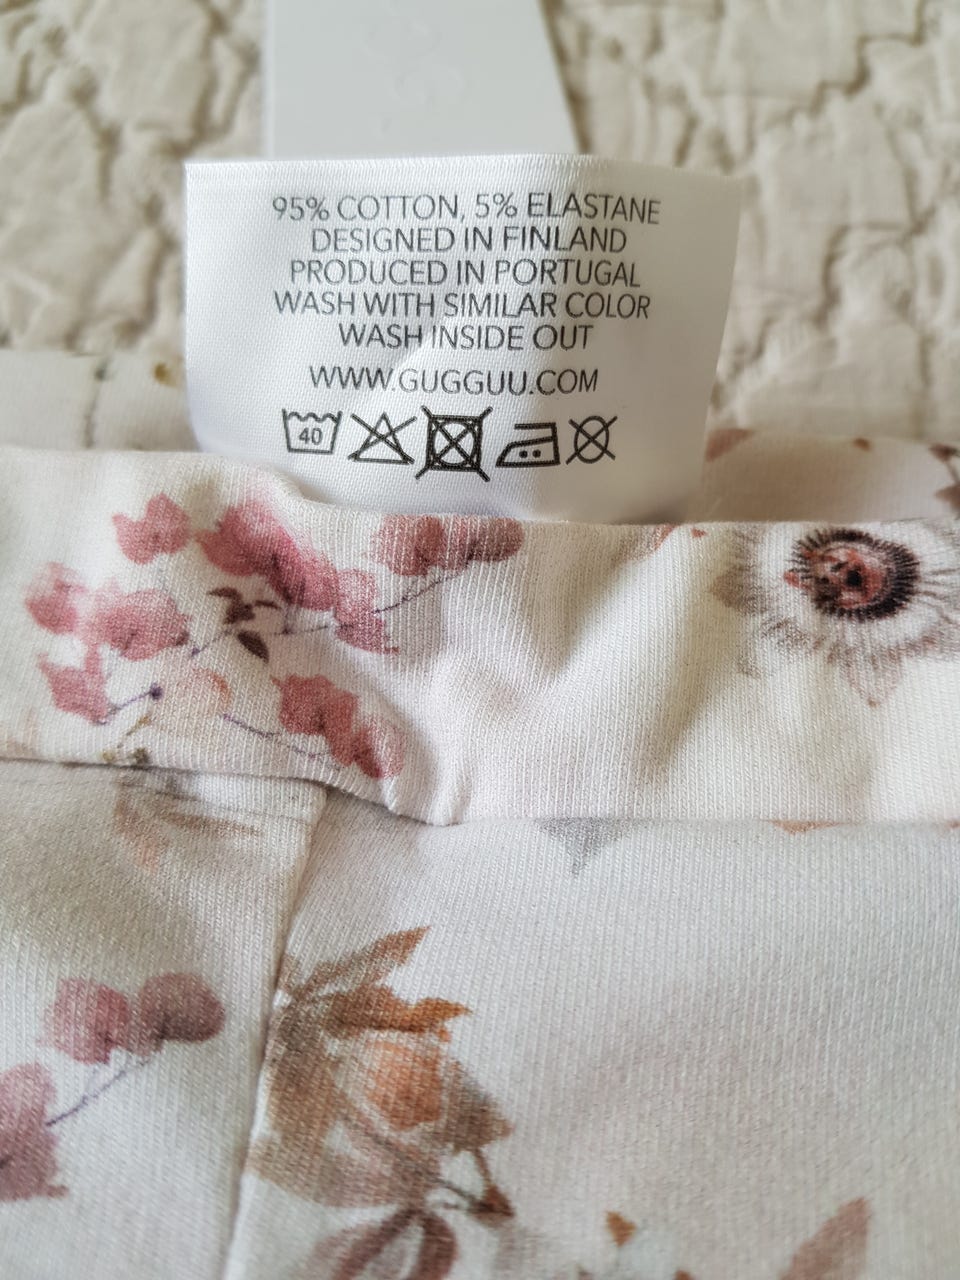 95% COTTON, 5% ELASTANE
DESIGNED IN FINLAND
PRODUCED IN PORTUGAL
WASH WITH SIMILAR COLOR
WASH INSIDE OUT
WWW.GUGGUU.COM
40